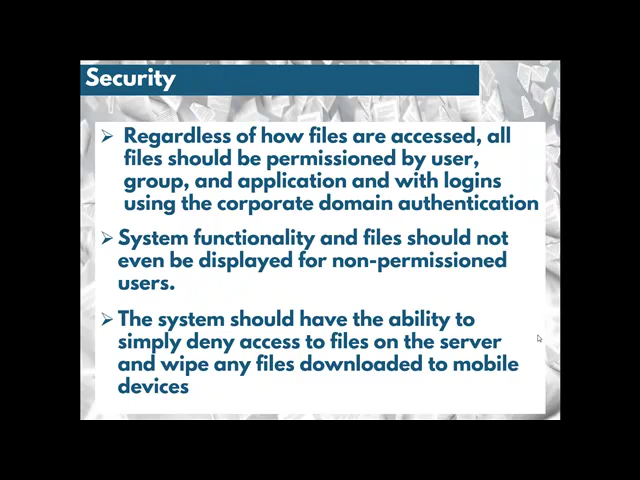 Security
Regardless of how files are accessed, all
files should be permissioned by user,
group, and application and with logins
using the corporate domain authentication
System functionality and files should not
even be displayed for non-permissioned
users.
The system should have the ability to
simply deny access to files on the server
and wipe any files downloaded to mobile
devices